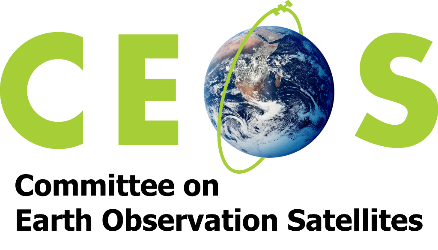 CEOS
Committee on
Earth Observation Satellites